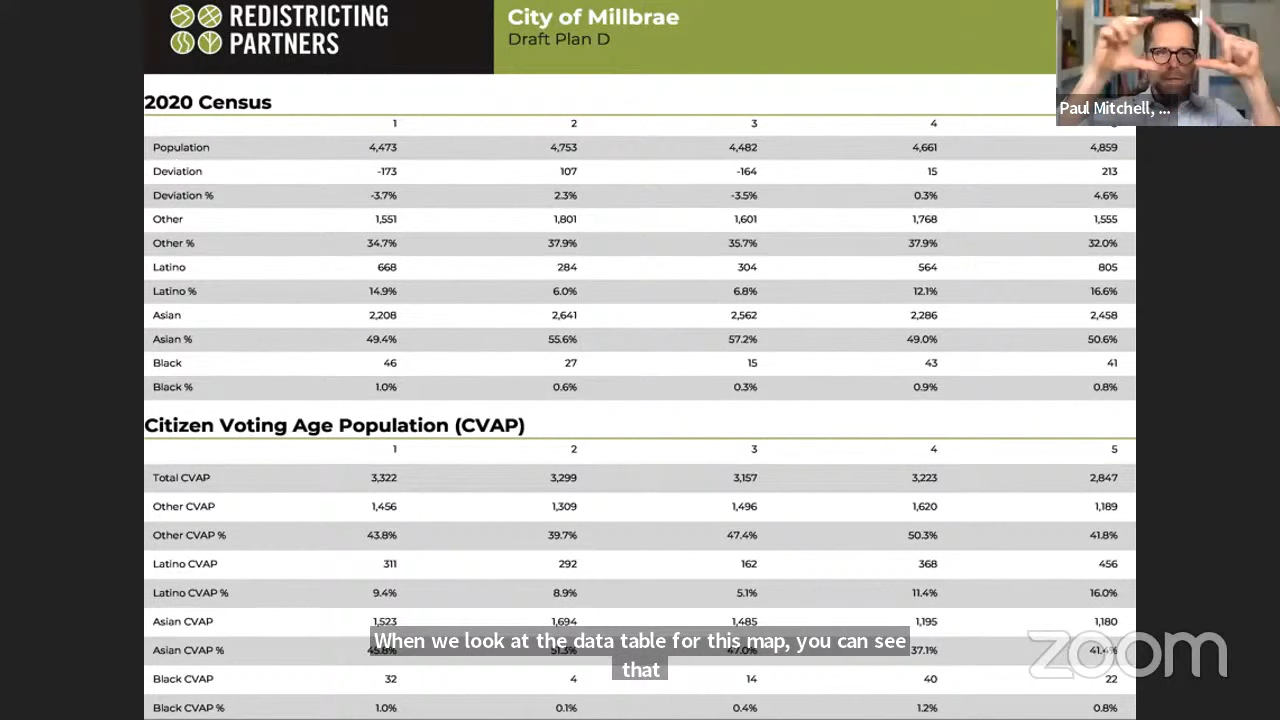 REDISTRICTING
PARTNERS
City of Millbrae
Draft Plan D
Paul Mitchell, ...
2020 Census
1 2 3 4
Population 4,473 4,753 4,482 4,661 4,859
Deviation -173 107 -164 15 213
Deviation % -3.7% 2.3% -3.5% 0.3% 4.6%
Other 1,551 1,801 1,601 1,768 1,555
Other % 34.7% 37.9% 35.7% 37.9% 32.0%
Latino 668 284 304 564 805
Latino % 14.9% 6.0% 6.8% 12.1% 16.6%
Asian 2,208 2,641 2,562 2,286 2,458
Asian % 49.4% 55.6% 57.2% 49.0% 50.6%
Black 46 27 15 43 41
Black % 1.0% 0.6% 0.3% 0.9% 0.8%
Citizen Voting Age Population (CVAP)
1 2 3 4 5
Total CVAP 3,322 3,299 3,157 3,223 2,847
Other CVAP 1,456 1,309 1,496 1,620 1,189
Other CVAP % 43.8% 39.7% 47.4% 50.3% 41.8%
Latino CVAP 311 292 162 368 456
Latino CVAP % 9.4% 8.9% 5.1% 11.4% 16.0%
Asian CVAP 1,523 1,694 1,485 1,195 1,180
When we look at the data table for this map, you can see
that
Asian CVAP % 45.8% 51.3% 47.0% 37.1% 41.4%
zoom
Black CVAP 32 4 14 40 22
Black CVAP % 1.0% 0.1% 0.4% 1.2% 0.8%